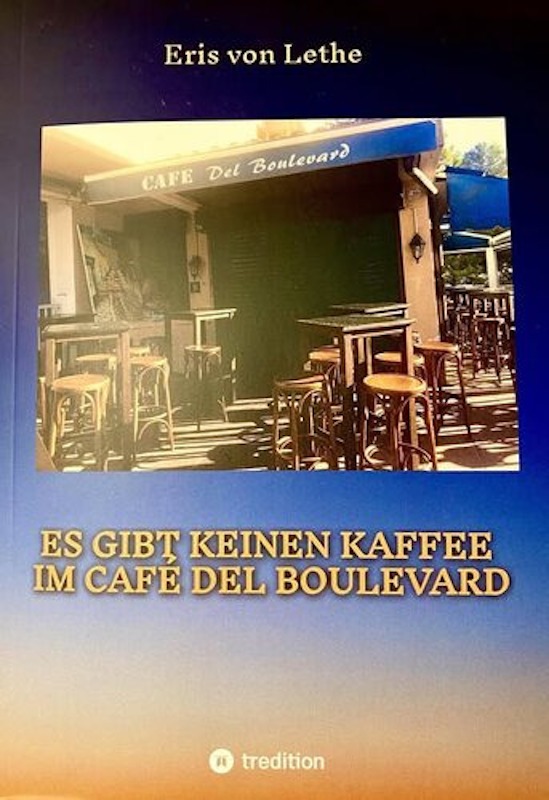 Eris von Lethe
CAFE Del Boulevard
ES GIBT KEINEN KAFFEE
IM CAFÉ DEL BOULEVARD
tredition